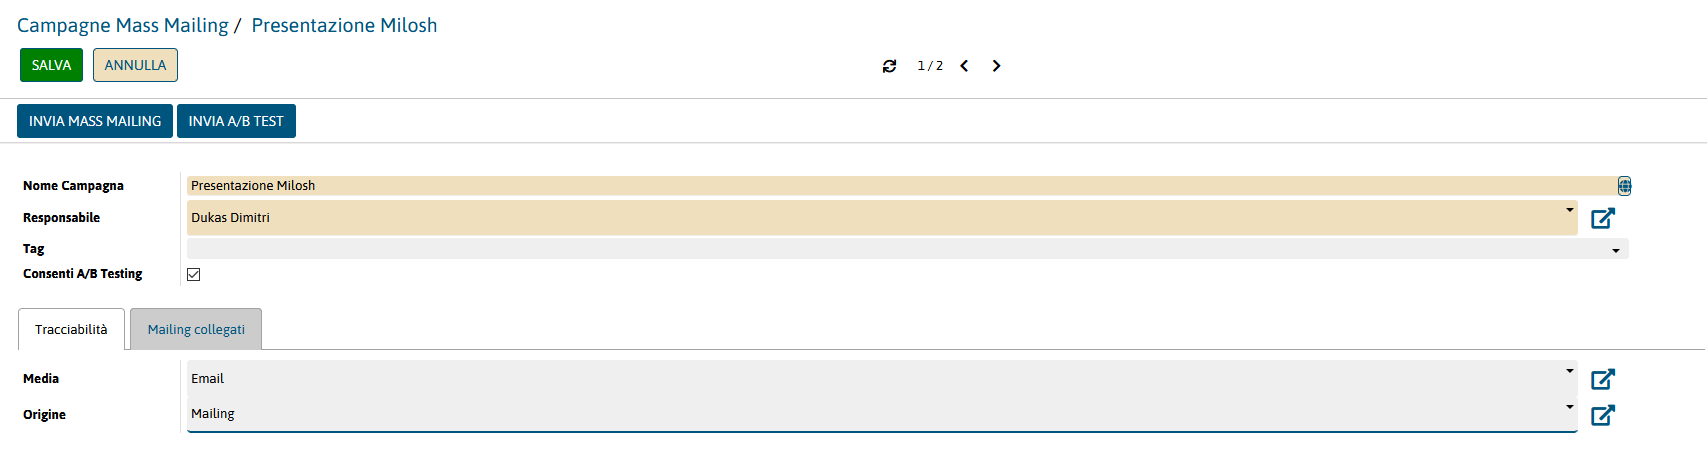 Campagne Mass Mailing / Presentazione Milosh
SALVA ANNULLA 1 / 2
INVIA MASS MAILING INVIA A/B TEST
Nome Campagna Presentazione Milosh
Responsabile Dukas Dimitri
Tag
Consenti A/B Testing
Tracciabilità Mailing collegati
Media Email
Origine Mailing